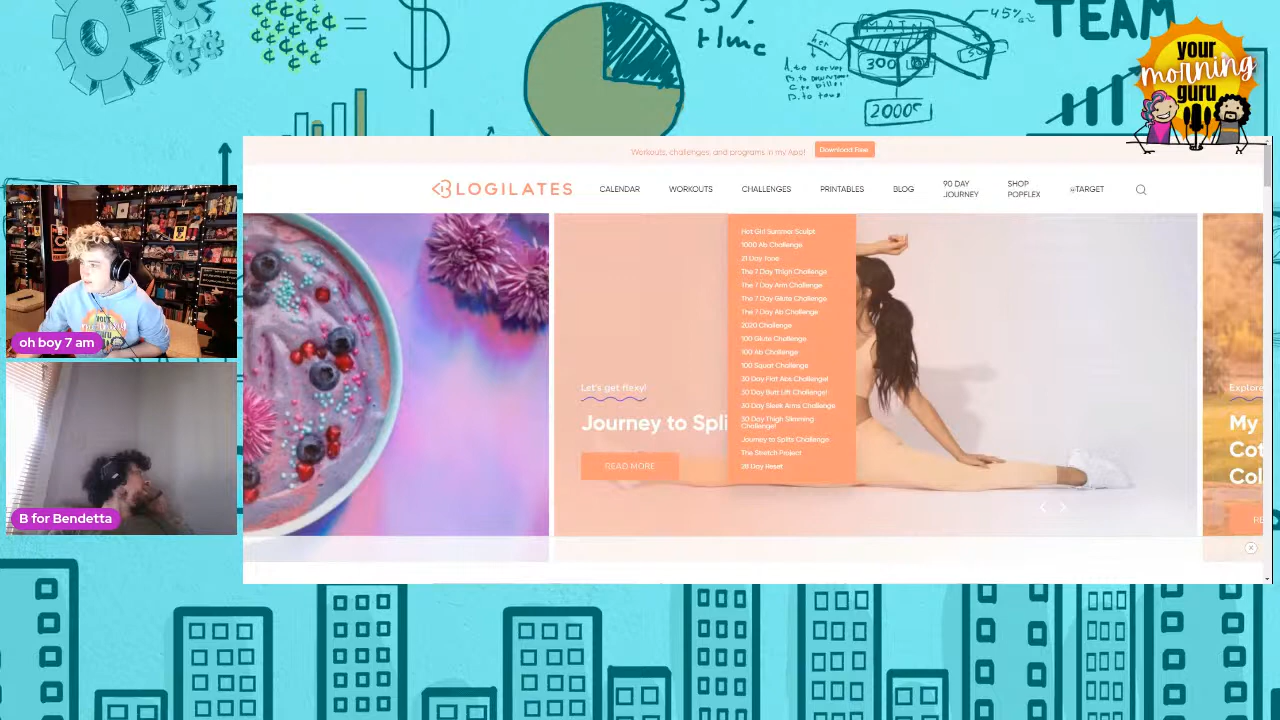 25%
time
45%
TEAM
300
2000$
your
morning
guru
Workouts, challenges, and programs in my App!
Download Free
BLOGILATES
CALENDAR
WORKOUTS
CHALLENGES
PRINTABLES
BLOG
90 DAY
JOURNEY
SHOP
POPFLEX
@TARGET
Hot Girl Summer Sculpt
1000 Ab Challenge
21 Day Tone
The 7 Day Thigh Challenge
The 7 Day Arm Challenge
The 7 Day Glute Challenge
The 7 Day Ab Challenge
2020 Challenge
100 Glute Challenge
100 Ab Challenge
100 Squat Challenge
30 Day Flat Abs Challenge!
30 Day Butt Lift Challenge!
30 Day Sleek Arms Challenge
30 Day Thigh Slimming
Challenge!
Journey to Splits Challenge
The Stretch Project
28 Day Reset
Let's get flexy!
Journey to Spli
READ MORE
Explore
My
Cot
Col
RE
oh boy 7 am
B for Bendetta